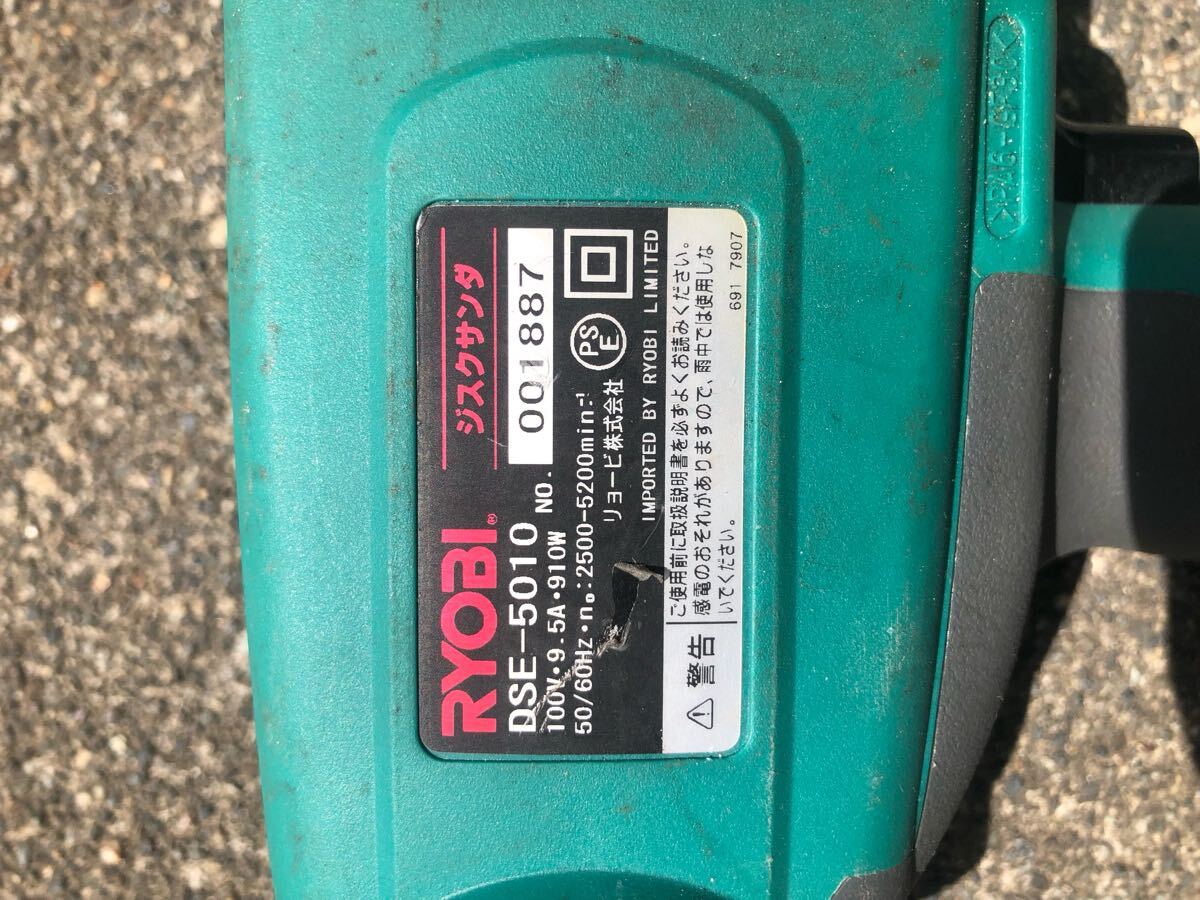 RYOBI® ジスクサンダ
DSE-5010 NO. 001887
100V・9.5A・910W
50/60Hz・n₀:2500-5200min⁻¹
PSE
リョービ株式会社
IMPORTED BY RYOBI LIMITED
警告
ご使用前に取扱説明書を必ずよくお読みください。
感電のおそれがありますので、雨中では使用しな
いでください。
691 7907